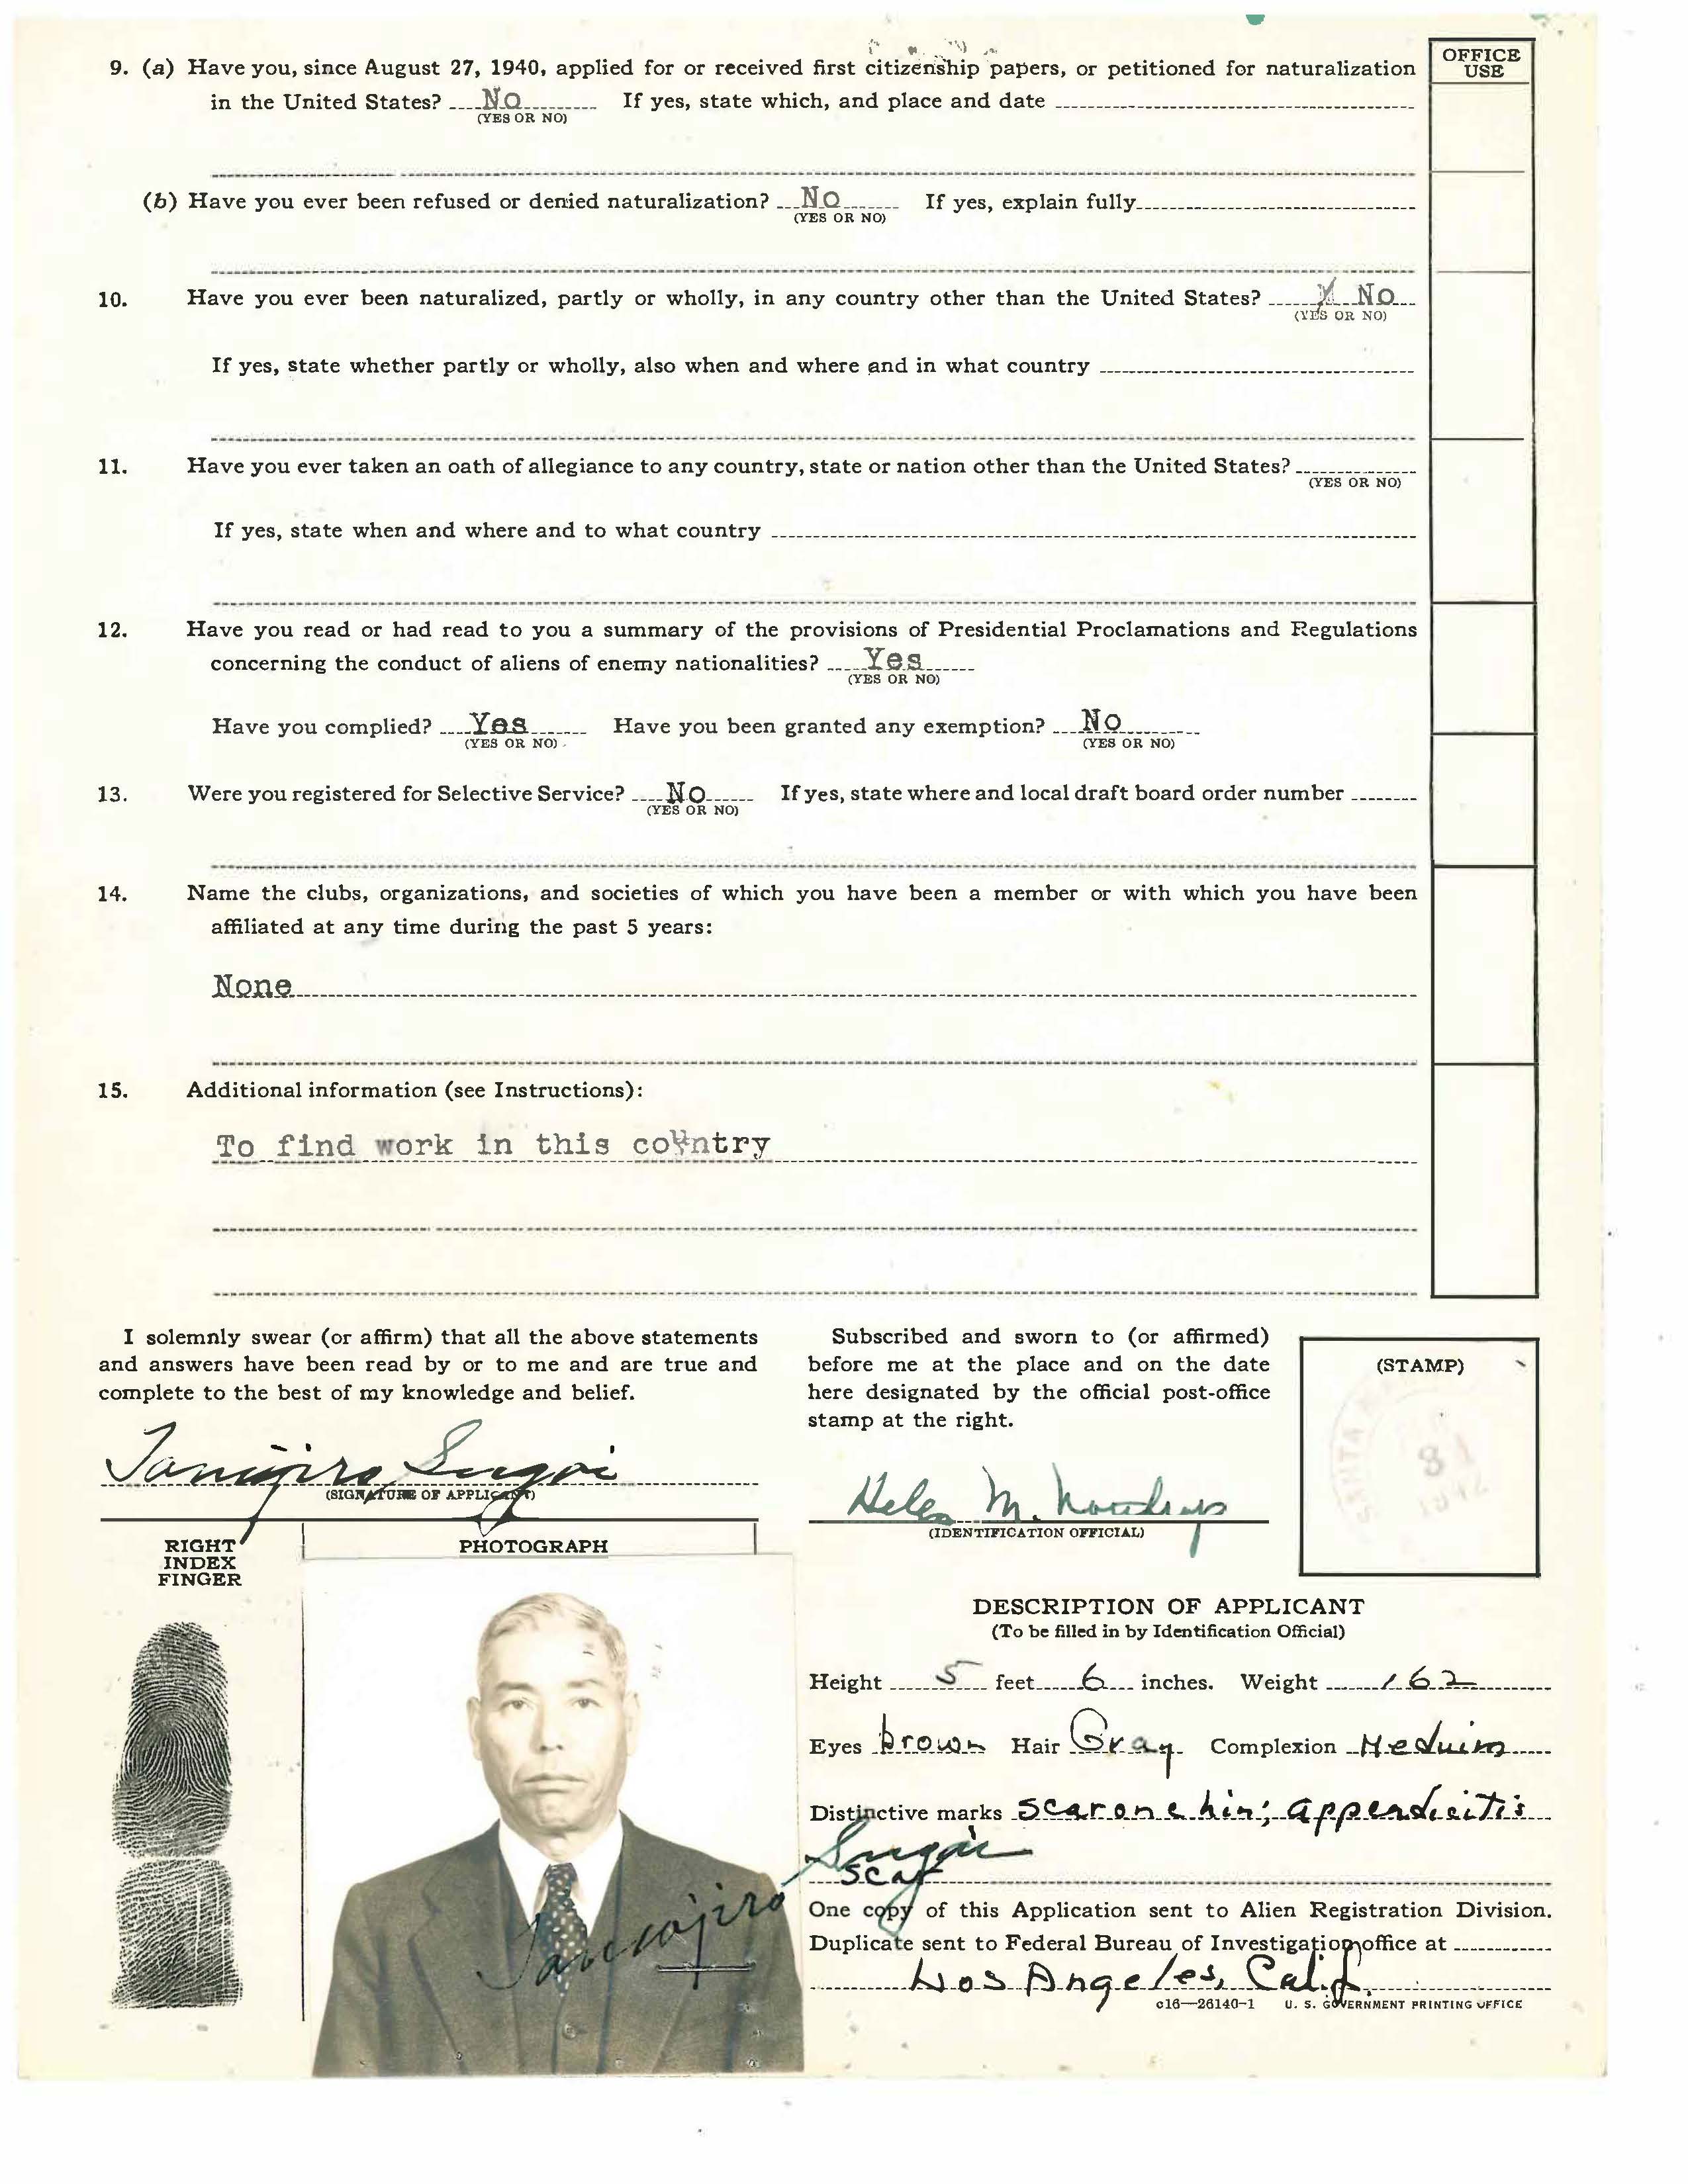 OFFICE
USE
9. (a) Have you, since August 27, 1940, applied for or received first citizenship papers, or petitioned for naturalization
in the United States? No If yes, state which, and place and date
(YES OR NO)
(b) Have you ever been refused or denied naturalization? No If yes, explain fully
(YES OR NO)
10. Have you ever been naturalized, partly or wholly, in any country other than the United States? No
(YES OR NO)
If yes, state whether partly or wholly, also when and where and in what country
11. Have you ever taken an oath of allegiance to any country, state or nation other than the United States?
(YES OR NO)
If yes, state when and where and to what country
12. Have you read or had read to you a summary of the provisions of Presidential Proclamations and Regulations
concerning the conduct of aliens of enemy nationalities? Yes
(YES OR NO)
Have you complied? Yes Have you been granted any exemption? No
(YES OR NO) (YES OR NO)
13. Were you registered for Selective Service? No If yes, state where and local draft board order number
(YES OR NO)
14. Name the clubs, organizations, and societies of which you have been a member or with which you have been
affiliated at any time during the past 5 years:
None
15. Additional information (see Instructions):
To find work in this country
I solemnly swear (or affirm) that all the above statements
and answers have been read by or to me and are true and
complete to the best of my knowledge and belief.
Sugoi
(SIGNATURE OF APPLICANT)
Subscribed and sworn to (or affirmed)
before me at the place and on the date
here designated by the official post-office
stamp at the right.
Helen M.
(IDENTIFICATION OFFICIAL)
(STAMP)
SANTA
31
1942
RIGHT
INDEX
FINGER
PHOTOGRAPH
DESCRIPTION OF APPLICANT
(To be filled in by Identification Official)
Height 5 feet 6 inches. Weight 162
Eyes brown Hair Gray Complexion Meduim
Distinctive marks scar on chin; appendicitis
Sugoi
scar
One copy of this Application sent to Alien Registration Division.
Duplicate sent to Federal Bureau of Investigation office at
Los Angeles, Calif.
c16—26140-1 U. S. GOVERNMENT PRINTING OFFICE